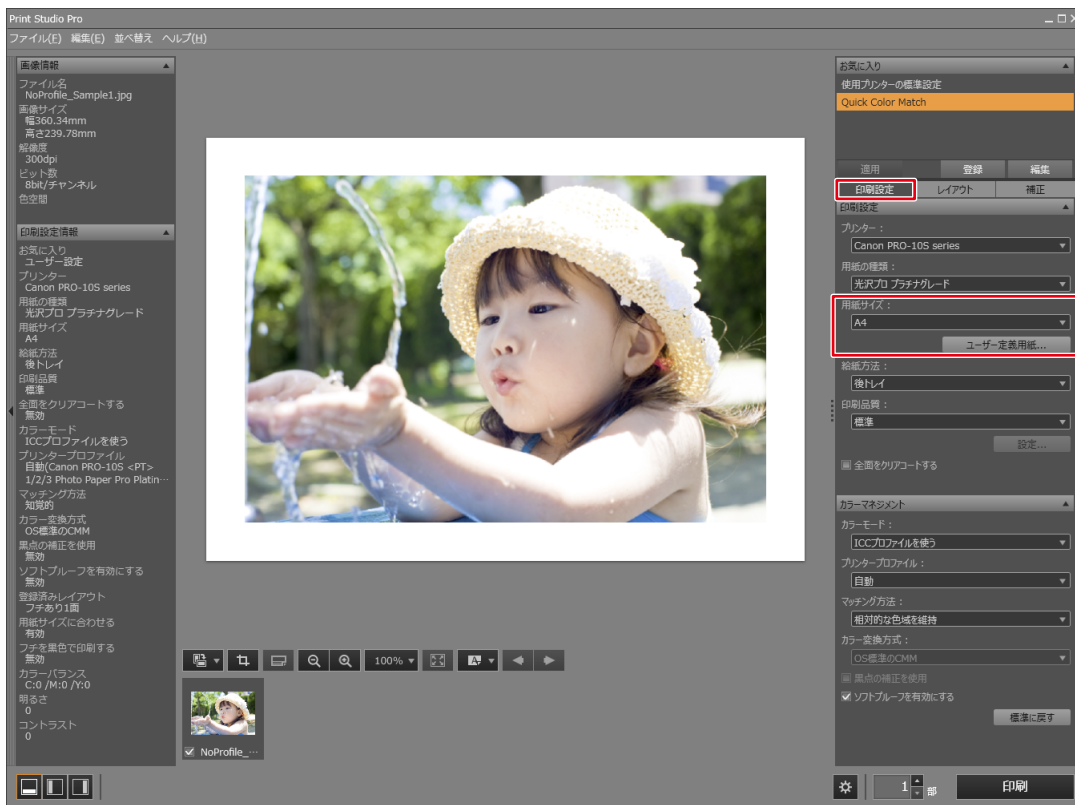 Print Studio Pro
ファイル(F) 編集(E) 並べ替え ヘルプ(H)
画像情報
ファイル名
NoProfile_Sample1.jpg
画像サイズ
幅360.34mm
高さ239.78mm
解像度
300dpi
ビット数
8bit/チャンネル
色空間
印刷設定情報
お気に入り
ユーザー設定
プリンター
Canon PRO-10S series
用紙の種類
光沢プロ プラチナグレード
用紙サイズ
A4
給紙方法
後トレイ
印刷品質
標準
全面をクリアコートする
無効
カラーモード
ICCプロファイルを使う
プリンタープロファイル
自動(Canon PRO-10S <PT>
1/2/3 Photo Paper Pro Platin…
マッチング方法
知覚的
カラー変換方式
OS標準のCMM
黒点の補正を使用
無効
ソフトプルーフを有効にする
無効
登録済みレイアウト
フチあり1面
用紙サイズに合わせる
有効
フチを黒色で印刷する
無効
カラーバランス
C:0 /M:0 /Y:0
明るさ
0
コントラスト
0
100%
A
NoProfile_…
お気に入り
使用プリンターの標準設定
Quick Color Match
適用 登録 編集
印刷設定 レイアウト 補正
印刷設定
プリンター：
Canon PRO-10S series
用紙の種類：
光沢プロ プラチナグレード
用紙サイズ：
A4
ユーザー定義用紙...
給紙方法：
後トレイ
印刷品質：
標準
設定...
全面をクリアコートする
カラーマネジメント
カラーモード：
ICCプロファイルを使う
プリンタープロファイル：
自動
マッチング方法：
相対的な色域を維持
カラー変換方式：
OS標準のCMM
黒点の補正を使用
ソフトプルーフを有効にする
標準に戻す
1 部 印刷